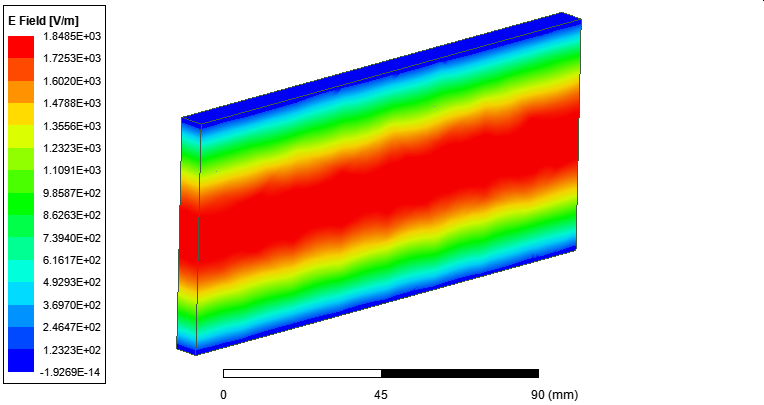 E Field [V/m]
1.8485E+03
1.7253E+03
1.6020E+03
1.4788E+03
1.3556E+03
1.2323E+03
1.1091E+03
9.8587E+02
8.6263E+02
7.3940E+02
6.1617E+02
4.9293E+02
3.6970E+02
2.4647E+02
1.2323E+02
-1.9269E-14
0 45 90 (mm)